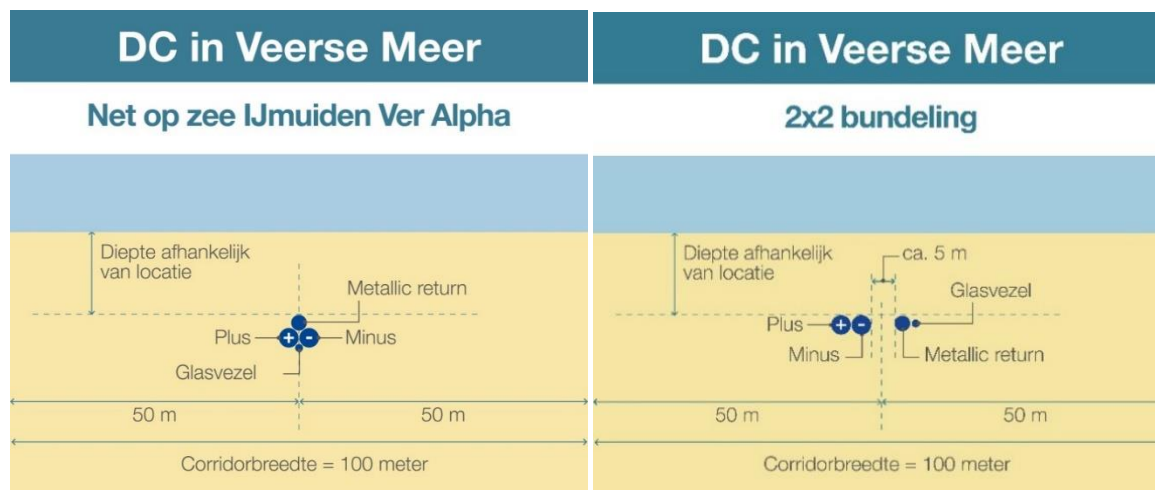 DC in Veerse Meer
Net op zee IJmuiden Ver Alpha
Diepte afhankelijk
van locatie
Metallic return
Plus
+
-
Minus
Glasvezel
50 m
50 m
Corridorbreedte = 100 meter
DC in Veerse Meer
2x2 bundeling
Diepte afhankelijk
van locatie
ca. 5 m
Glasvezel
Plus
+
-
Minus
Metallic return
50 m
50 m
Corridorbreedte = 100 meter